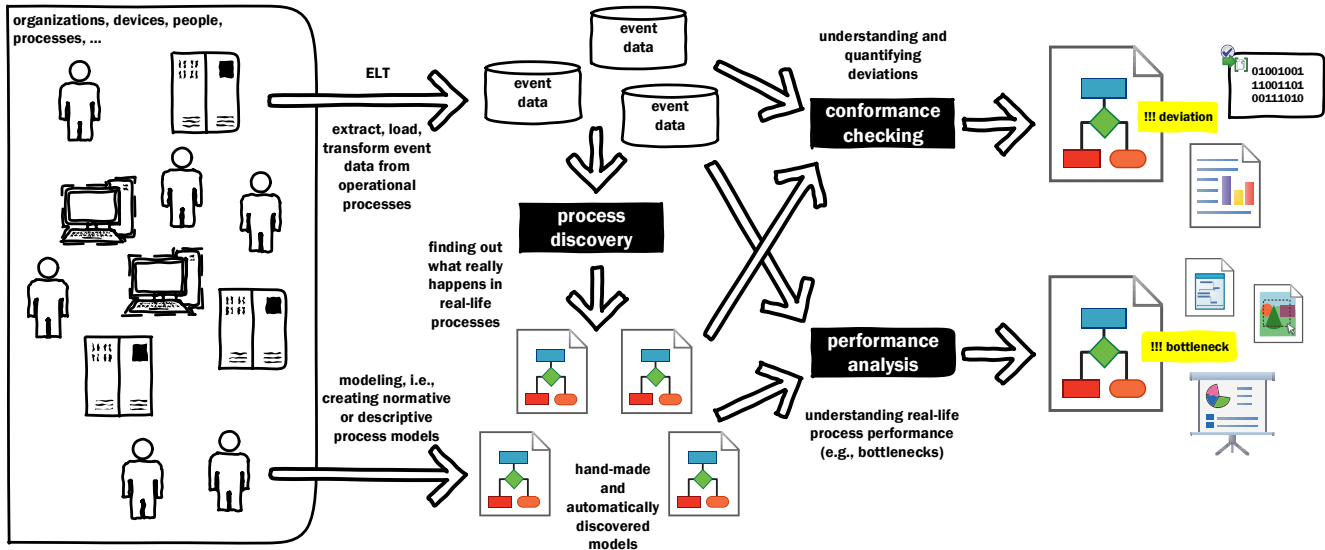 organizations, devices, people,
processes, ...
ELT
extract, load,
transform event
data from
operational
processes
event
data
event
data
event
data
process
discovery
finding out
what really
happens in
real-life
processes
modeling, i.e.,
creating normative
or descriptive
process models
hand-made
and
automatically
discovered
models
understanding and
quantifying
deviations
conformance
checking
performance
analysis
understanding real-life
process performance
(e.g., bottlenecks)
!!! deviation
01001001
11001101
00111010
!!! bottleneck